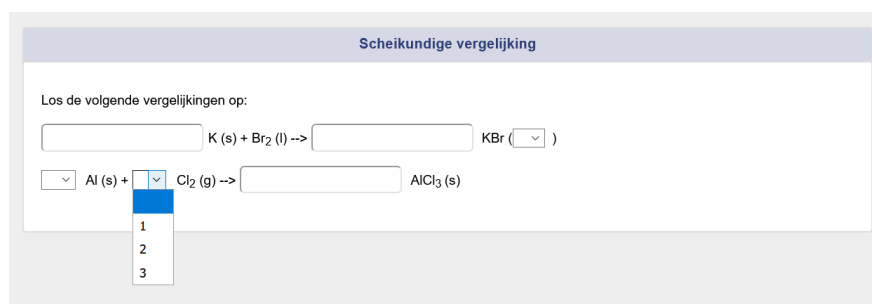 Scheikundige vergelijking
Los de volgende vergelijkingen op:
K (s) + Br₂ (l) --> KBr ( )
Al (s) + Cl₂ (g) --> AlCl₃ (s)
1
2
3